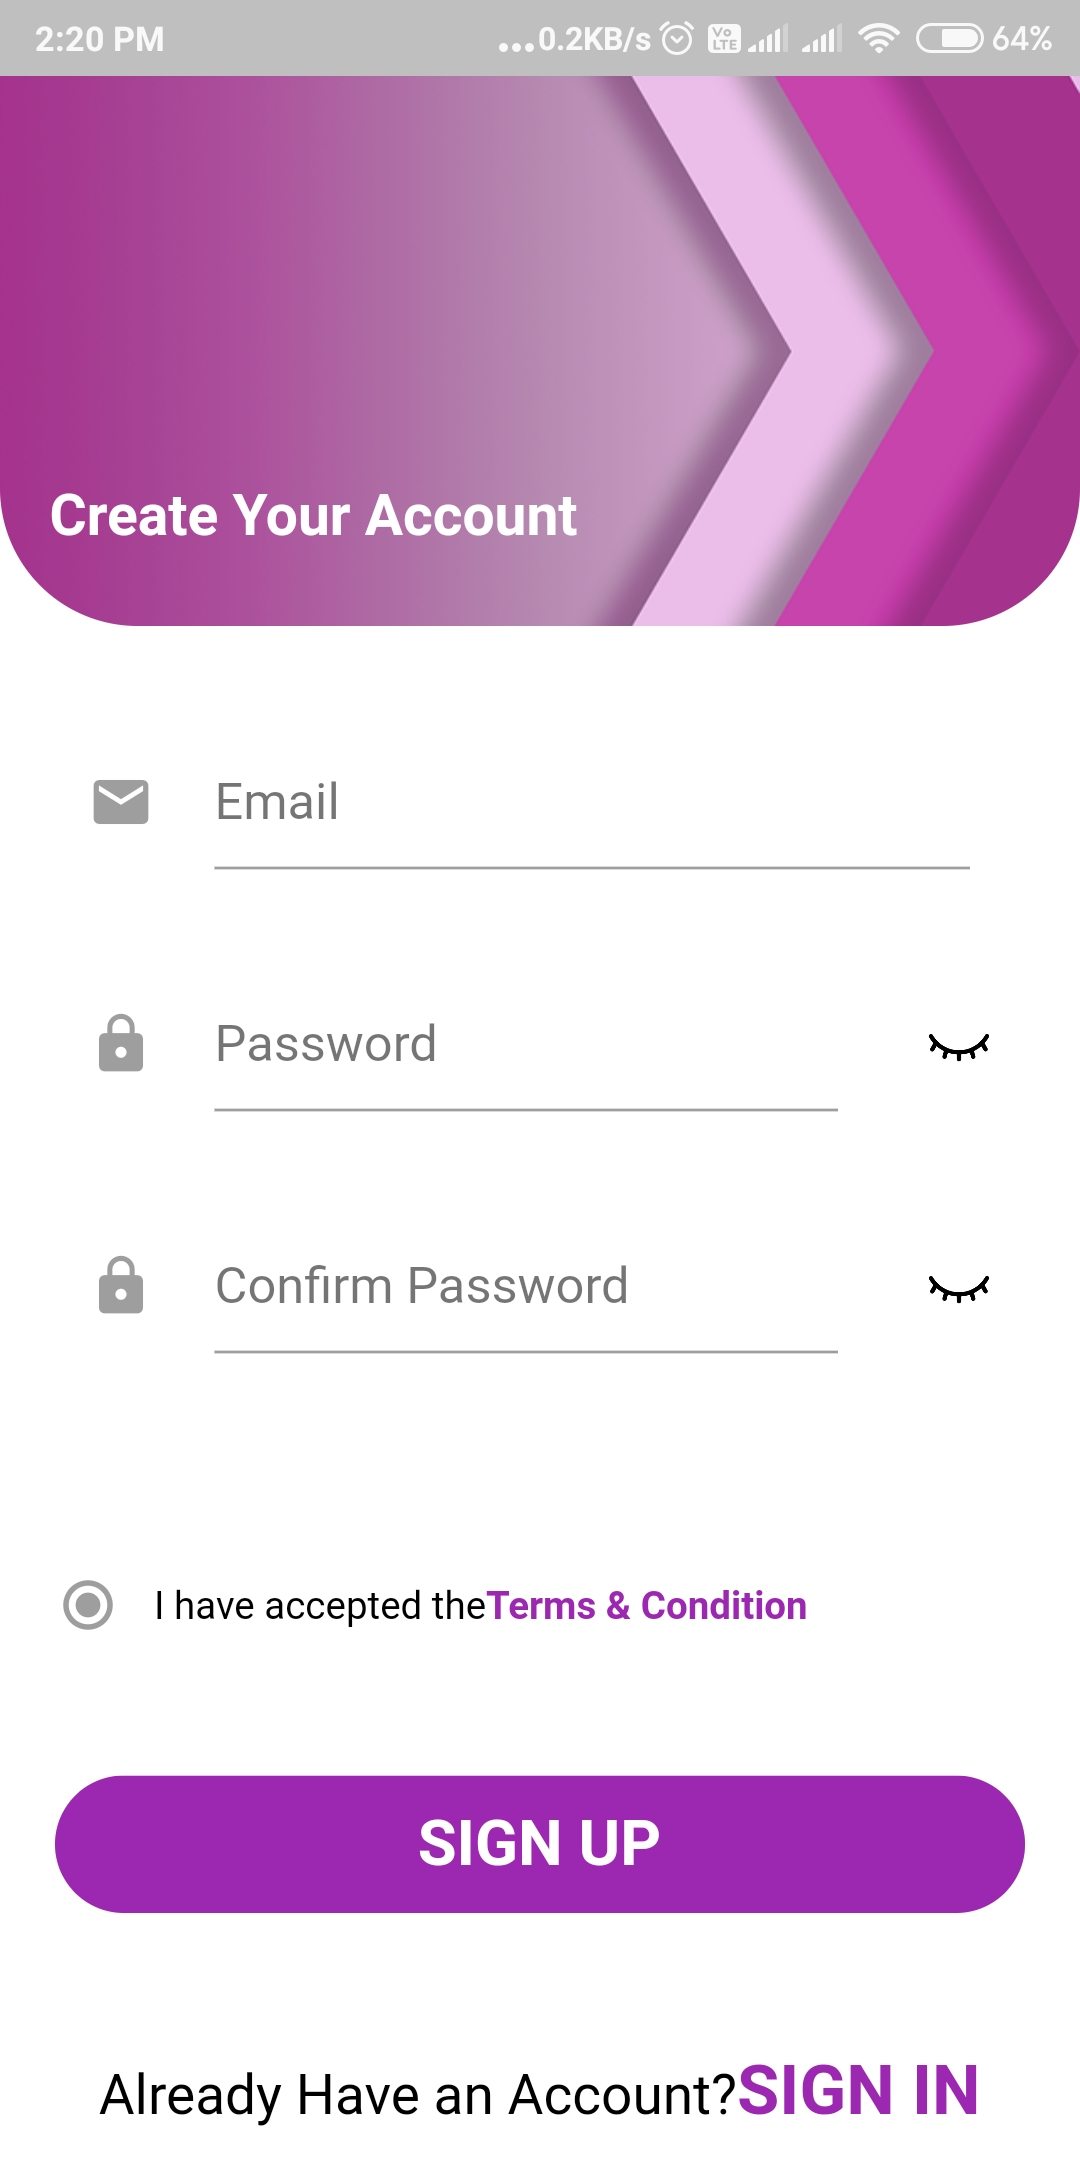 2:20 PM ...0.2KB/s Vo LTE 64%
Create Your Account
Email
Password
Confirm Password
I have accepted theTerms & Condition
SIGN UP
Already Have an Account?SIGN IN